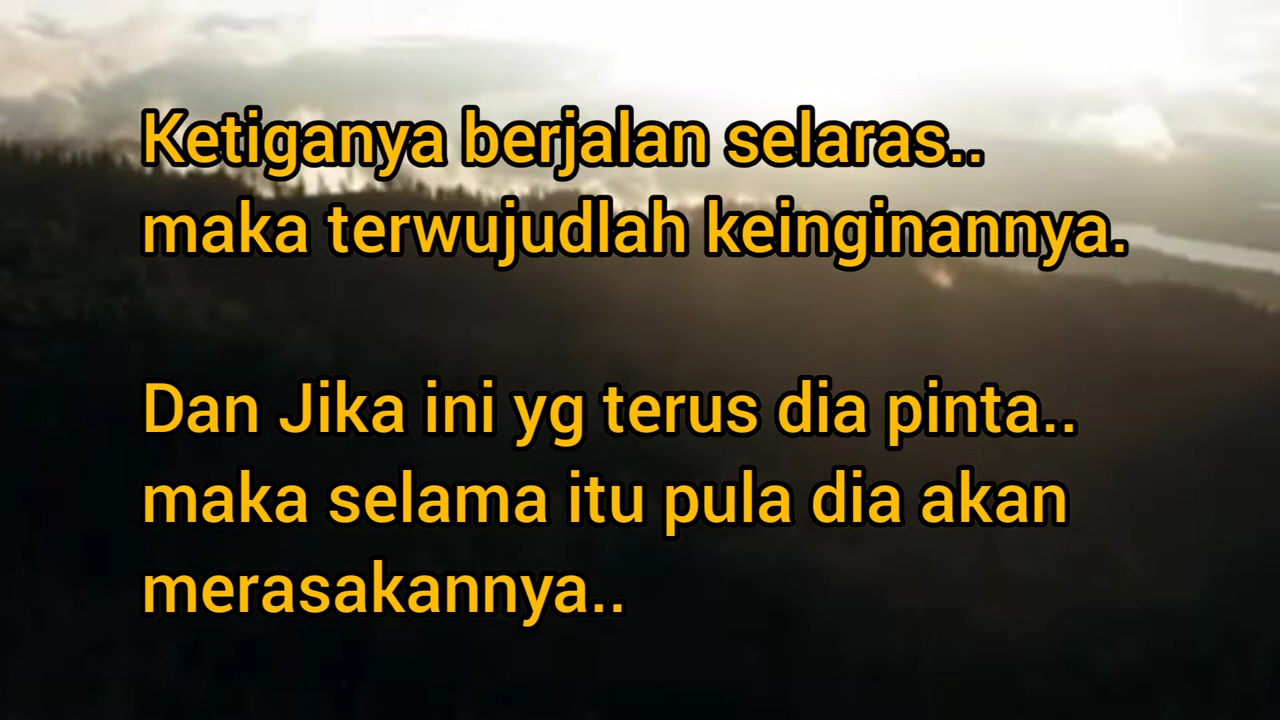 Ketiganya berjalan selaras..
maka terwujudlah keinginannya.
Dan Jika ini yg terus dia pinta..
maka selama itu pula dia akan
merasakannya..